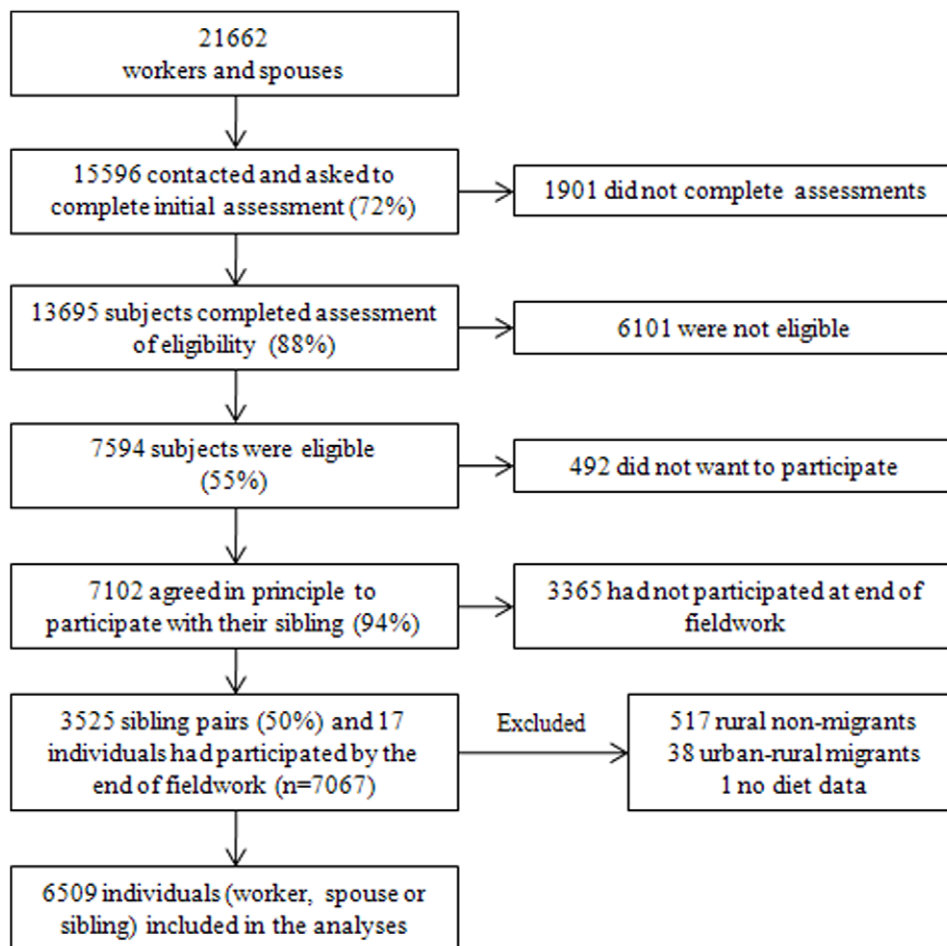 21662
workers and spouses
15596 contacted and asked to
complete initial assessment (72%)
1901 did not complete assessments
13695 subjects completed assessment
of eligibility (88%)
6101 were not eligible
7594 subjects were eligible
(55%)
492 did not want to participate
7102 agreed in principle to
participate with their sibling (94%)
3365 had not participated at end of
fieldwork
3525 sibling pairs (50%) and 17
individuals had participated by the
end of fieldwork (n=7067)
Excluded
517 rural non-migrants
38 urban-rural migrants
1 no diet data
6509 individuals (worker, spouse or
sibling) included in the analyses